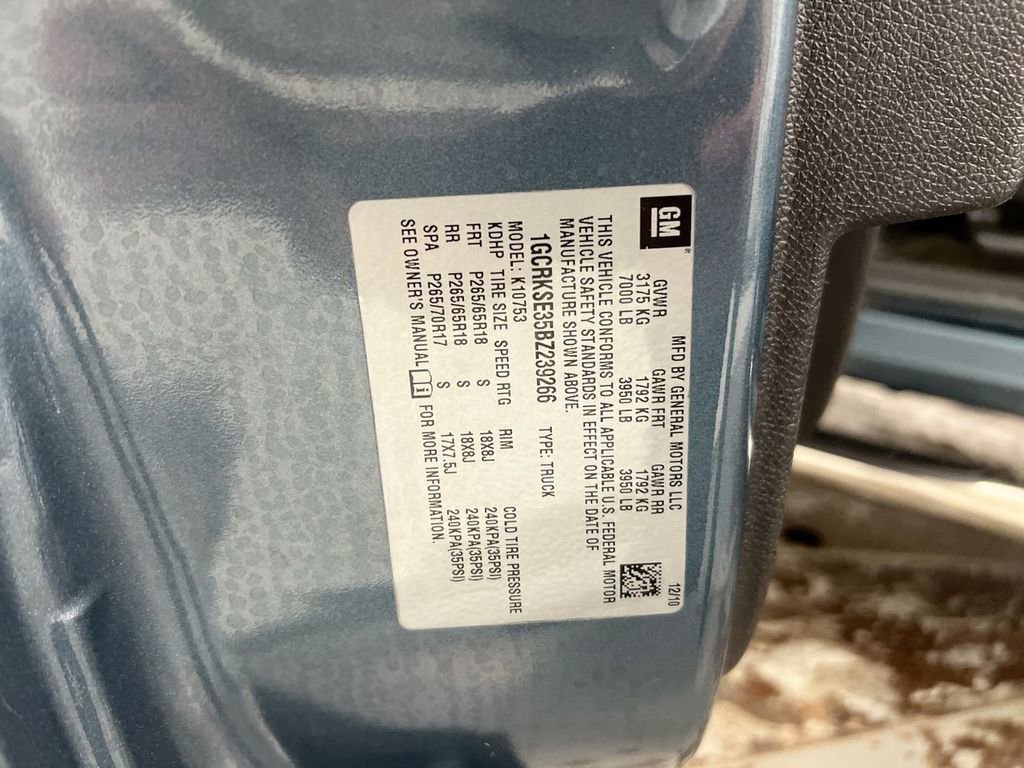 GM
MFD BY GENERAL MOTORS LLC 12/10
GVWR GAWR FRT GAWR RR
3175 KG 1792 KG 1792 KG
7000 LB 3950 LB 3950 LB
THIS VEHICLE CONFORMS TO ALL APPLICABLE U.S. FEDERAL MOTOR
VEHICLE SAFETY STANDARDS IN EFFECT ON THE DATE OF
MANUFACTURE SHOWN ABOVE.
1GCRKSE35BZ239266 TYPE: TRUCK
MODEL: K10753
KDHP TIRE SIZE SPEED RTG RIM COLD TIRE PRESSURE
FRT P265/65R18 S 18X8J 240KPA(35PSI)
RR P265/65R18 S 18X8J 240KPA(35PSI)
SPA P265/70R17 S 17X7.5J 240KPA(35PSI)
SEE OWNER'S MANUAL i FOR MORE INFORMATION.